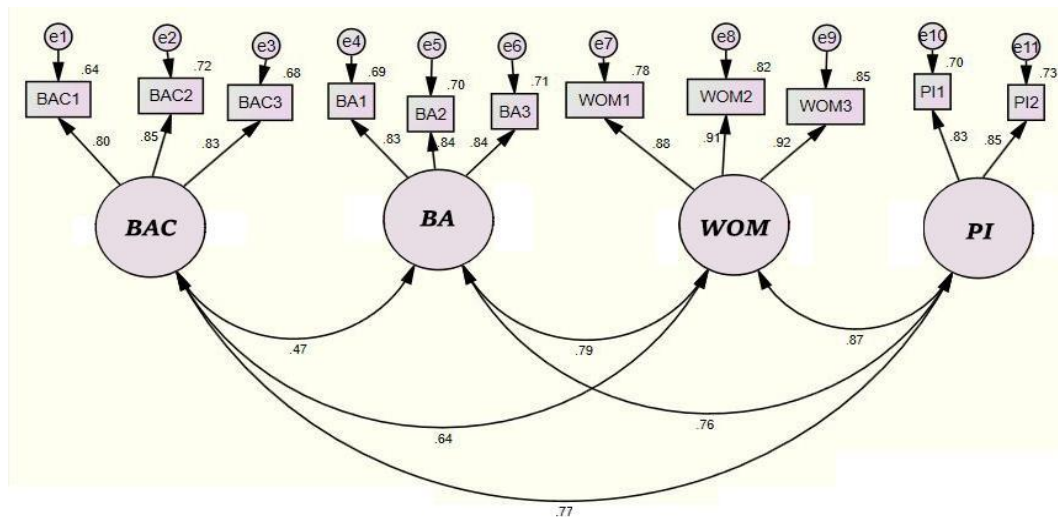 e1 e2 e3 e4 e5 e6 e7 e8 e9 e10 e11
.64 .72 .68 .69 .70 .71 .78 .82 .85 .70 .73
BAC1 BAC2 BAC3 BA1 BA2 BA3 WOM1 WOM2 WOM3 PI1 PI2
.80 .85 .83 .83 .84 .84 .88 .91 .92 .83 .85
BAC BA WOM PI
.47 .79 .87
.64 .76
.77